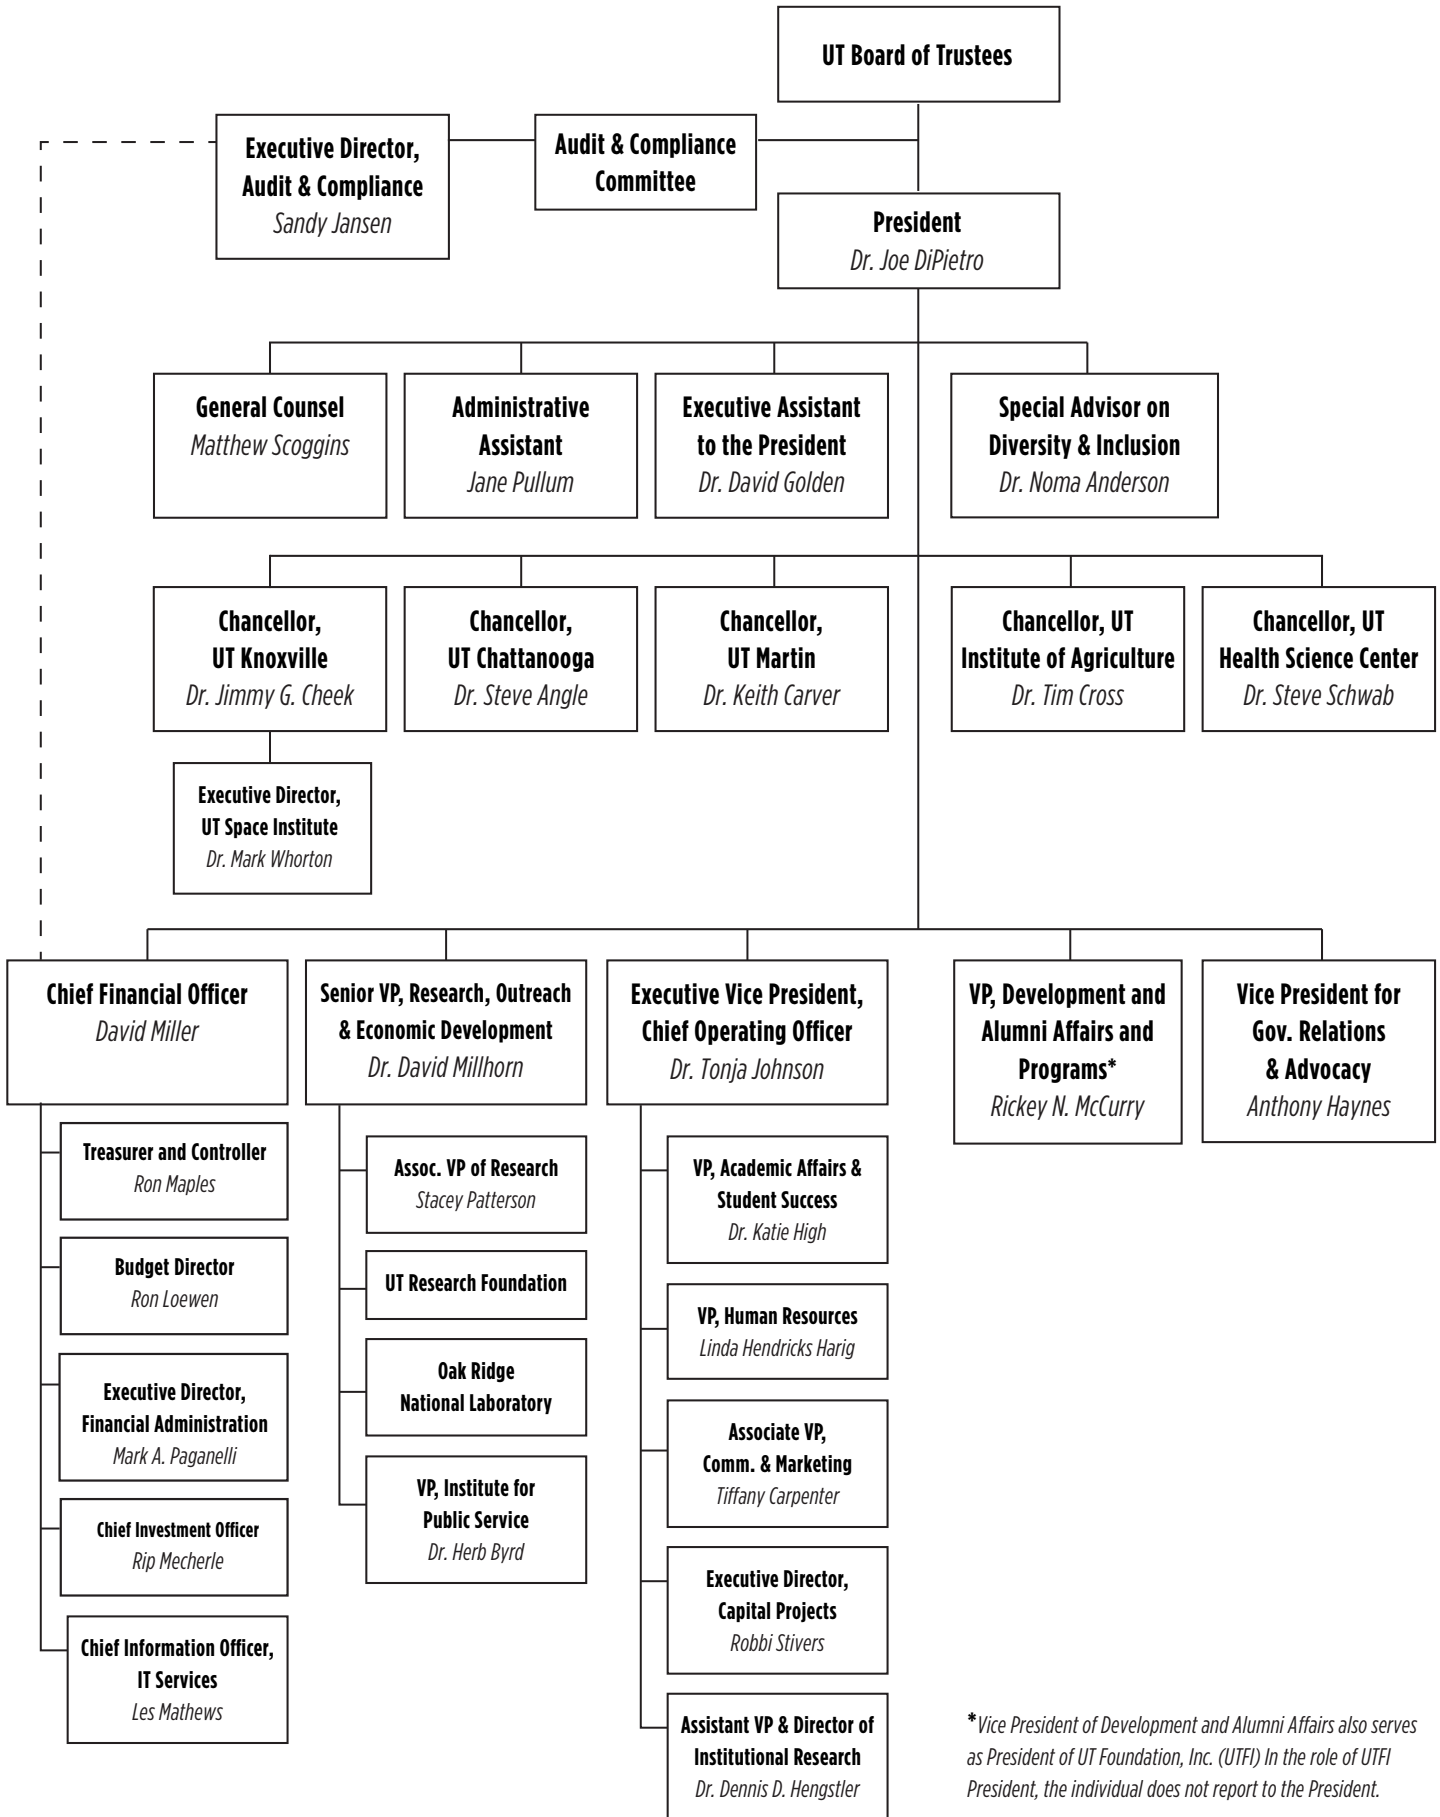 UT Board of Trustees
Executive Director,
Audit & Compliance
Sandy Jansen
Audit & Compliance
Committee
President
Dr. Joe DiPietro
General Counsel
Matthew Scoggins
Administrative
Assistant
Jane Pullum
Executive Assistant
to the President
Dr. David Golden
Special Advisor on
Diversity & Inclusion
Dr. Noma Anderson
Chancellor,
UT Knoxville
Dr. Jimmy G. Cheek
Chancellor,
UT Chattanooga
Dr. Steve Angle
Chancellor,
UT Martin
Dr. Keith Carver
Chancellor, UT
Institute of Agriculture
Dr. Tim Cross
Chancellor, UT
Health Science Center
Dr. Steve Schwab
Executive Director,
UT Space Institute
Dr. Mark Whorton
Chief Financial Officer
David Miller
Senior VP, Research, Outreach
& Economic Development
Dr. David Millhorn
Executive Vice President,
Chief Operating Officer
Dr. Tonja Johnson
VP, Development and
Alumni Affairs and
Programs*
Rickey N. McCurry
Vice President for
Gov. Relations
& Advocacy
Anthony Haynes
Treasurer and Controller
Ron Maples
Budget Director
Ron Loewen
Executive Director,
Financial Administration
Mark A. Paganelli
Chief Investment Officer
Rip Mecherle
Chief Information Officer,
IT Services
Les Mathews
Assoc. VP of Research
Stacey Patterson
UT Research Foundation
Oak Ridge
National Laboratory
VP, Institute for
Public Service
Dr. Herb Byrd
VP, Academic Affairs &
Student Success
Dr. Katie High
VP, Human Resources
Linda Hendricks Harig
Associate VP,
Comm. & Marketing
Tiffany Carpenter
Executive Director,
Capital Projects
Robbi Stivers
Assistant VP & Director of
Institutional Research
Dr. Dennis D. Hengstler
*Vice President of Development and Alumni Affairs also serves
as President of UT Foundation, Inc. (UTFI) In the role of UTFI
President, the individual does not report to the President.